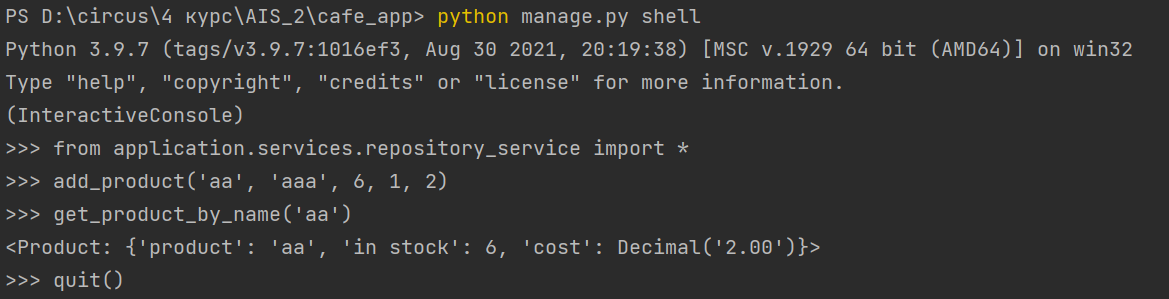 PS D:\circus\4 курс\AIS_2\cafe_app> python manage.py shell
Python 3.9.7 (tags/v3.9.7:1016ef3, Aug 30 2021, 20:19:38) [MSC v.1929 64 bit (AMD64)] on win32
Type "help", "copyright", "credits" or "license" for more information.
(InteractiveConsole)
>>> from application.services.repository_service import *
>>> add_product('aa', 'aaa', 6, 1, 2)
>>> get_product_by_name('aa')
<Product: {'product': 'aa', 'in stock': 6, 'cost': Decimal('2.00')}>
>>> quit()